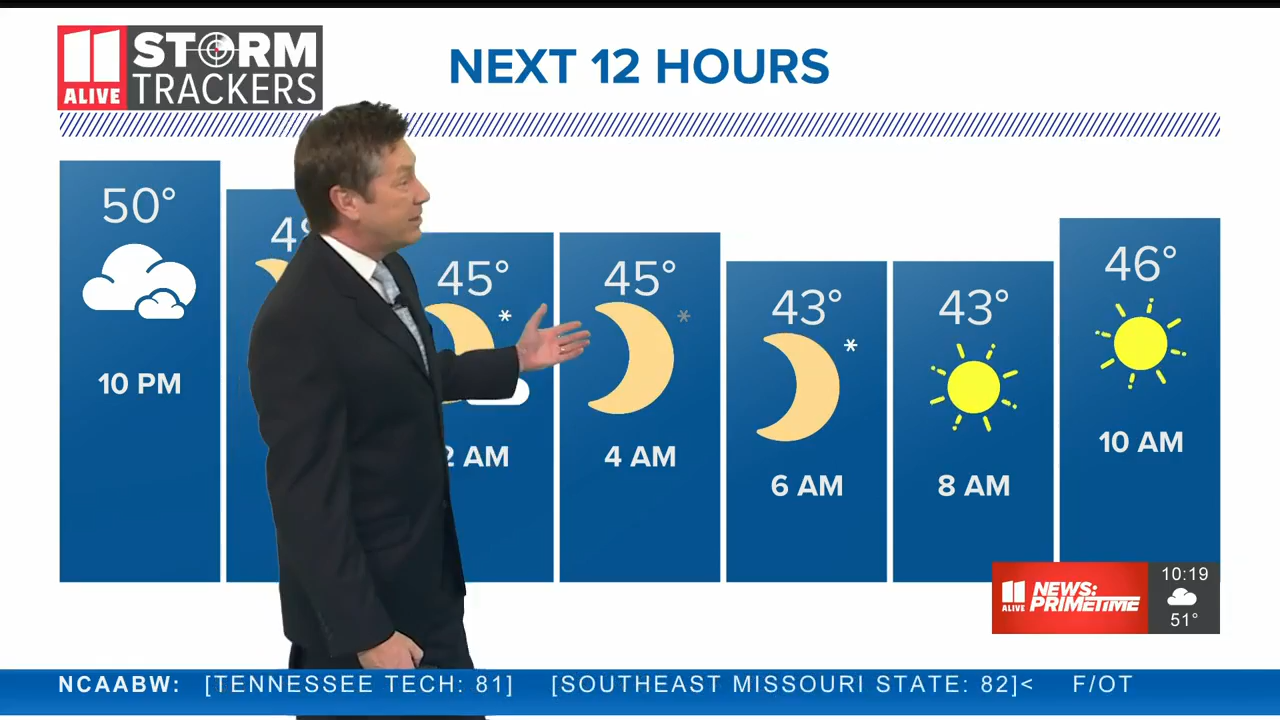 11 ALIVE
STORM TRACKERS
NEXT 12 HOURS
50°
10 PM
45°
AM
45°
4 AM
43°
6 AM
43°
8 AM
46°
10 AM
11 ALIVE
NEWS:
PRIMETIME
10:19
51°
NCAABW: [TENNESSEE TECH: 81] [SOUTHEAST MISSOURI STATE: 82]< F/OT